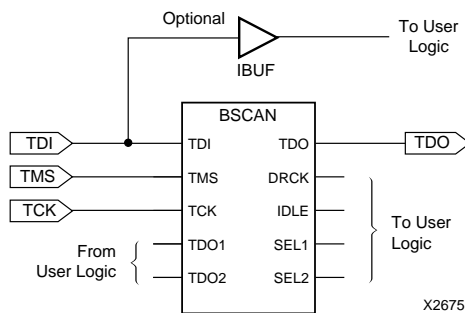 Optional
To User
Logic
IBUF
BSCAN
TDI TDI TDO TDO
TMS TMS DRCK
TCK TCK IDLE
To User
Logic
From
User Logic
TDO1 SEL1
TDO2 SEL2
X2675